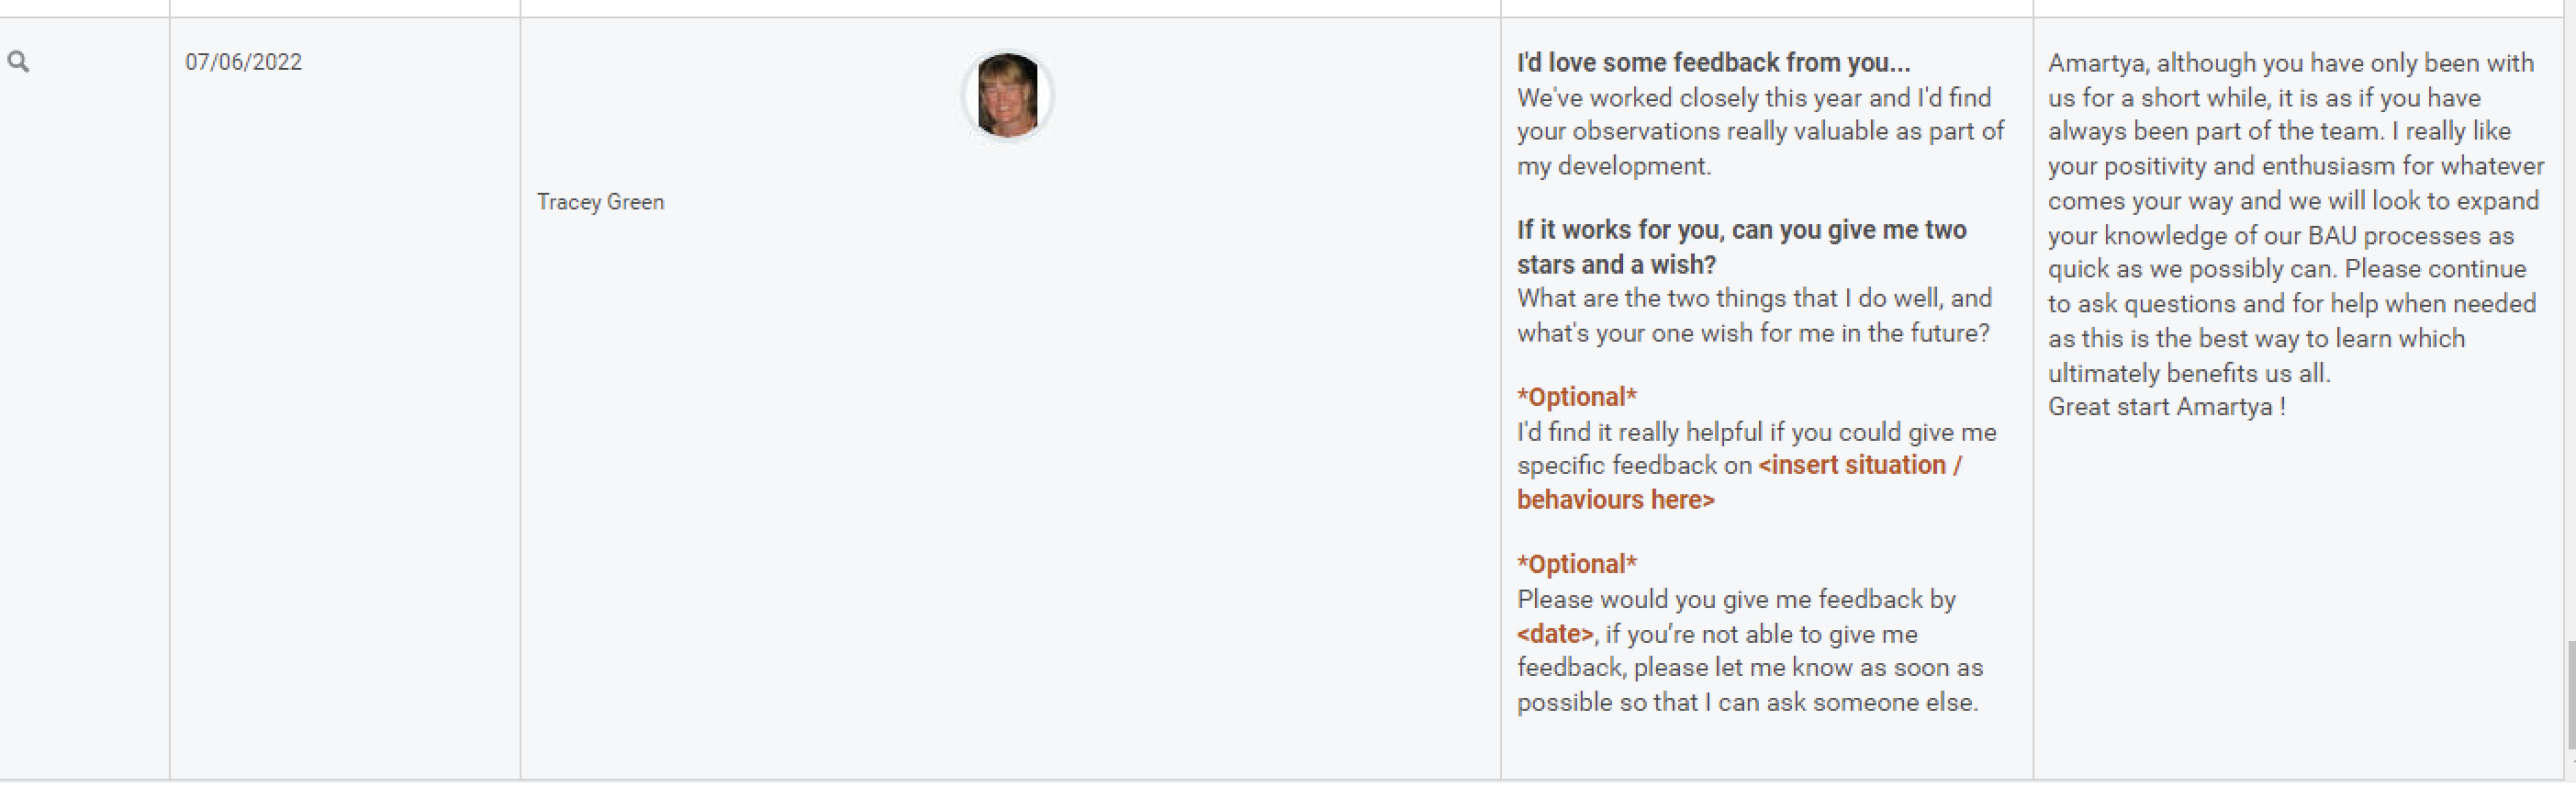 07/06/2022
Tracey Green
I'd love some feedback from you...
We've worked closely this year and I'd find
your observations really valuable as part of
my development.
If it works for you, can you give me two
stars and a wish?
What are the two things that I do well, and
what's your one wish for me in the future?
*Optional*
I'd find it really helpful if you could give me
specific feedback on <insert situation /
behaviours here>
*Optional*
Please would you give me feedback by
<date>, if you’re not able to give me
feedback, please let me know as soon as
possible so that I can ask someone else.
Amartya, although you have only been with
us for a short while, it is as if you have
always been part of the team. I really like
your positivity and enthusiasm for whatever
comes your way and we will look to expand
your knowledge of our BAU processes as
quick as we possibly can. Please continue
to ask questions and for help when needed
as this is the best way to learn which
ultimately benefits us all.
Great start Amartya !